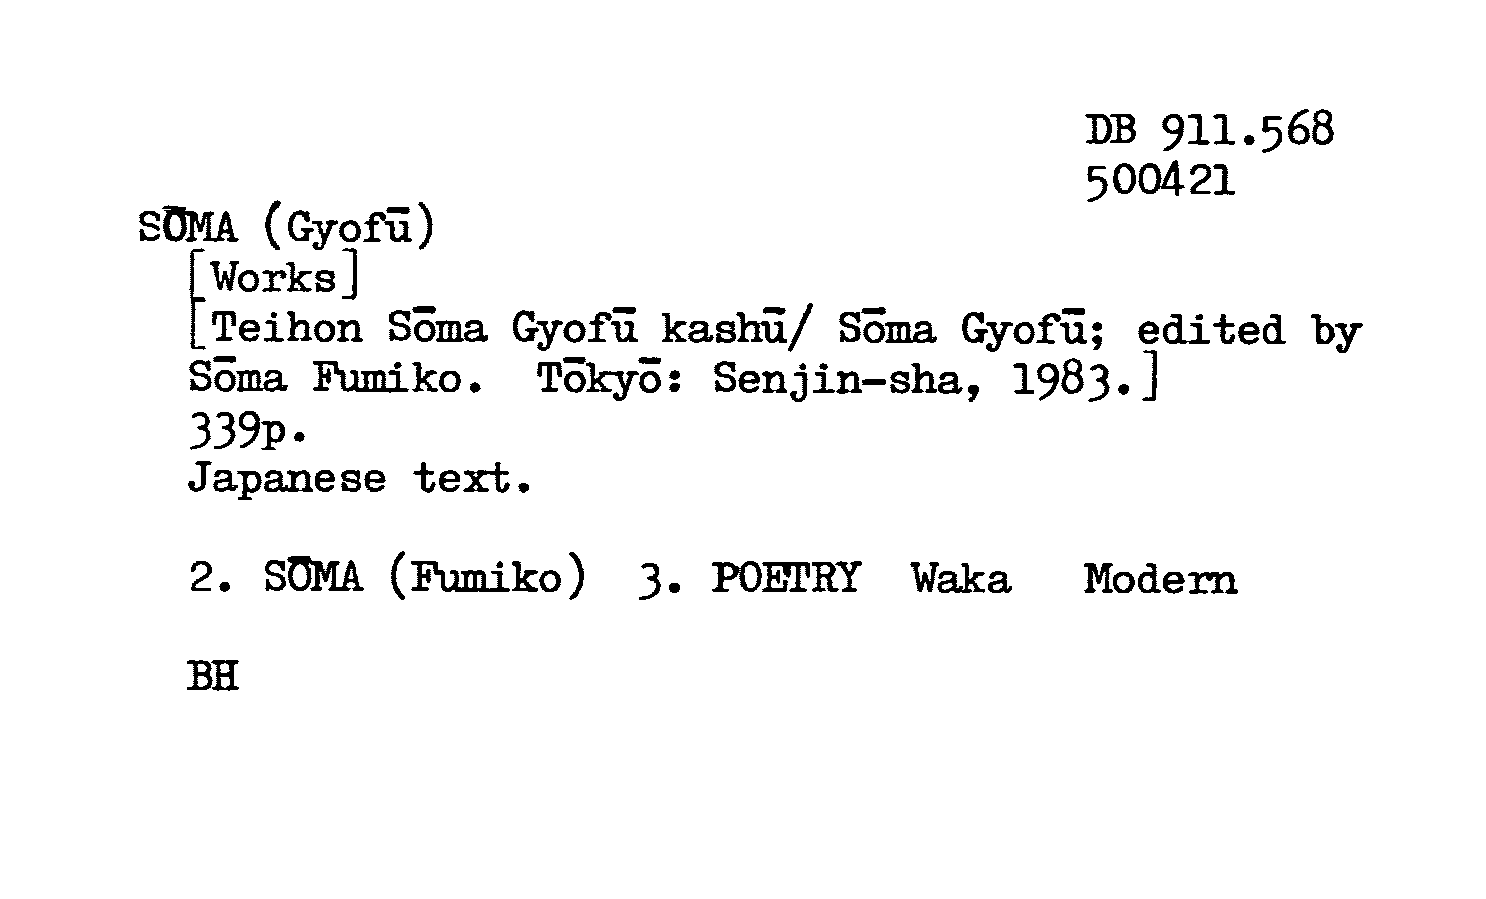 DB 911.568
500421
SŌMA (Gyofū)
[Works]
[Teihon Sōma Gyofū kashū/ Sōma Gyofū; edited by
Sōma Fumiko. Tōkyō: Senjin-sha, 1983.]
339p.
Japanese text.
2. SŌMA (Fumiko) 3. POETRY Waka Modern
BH